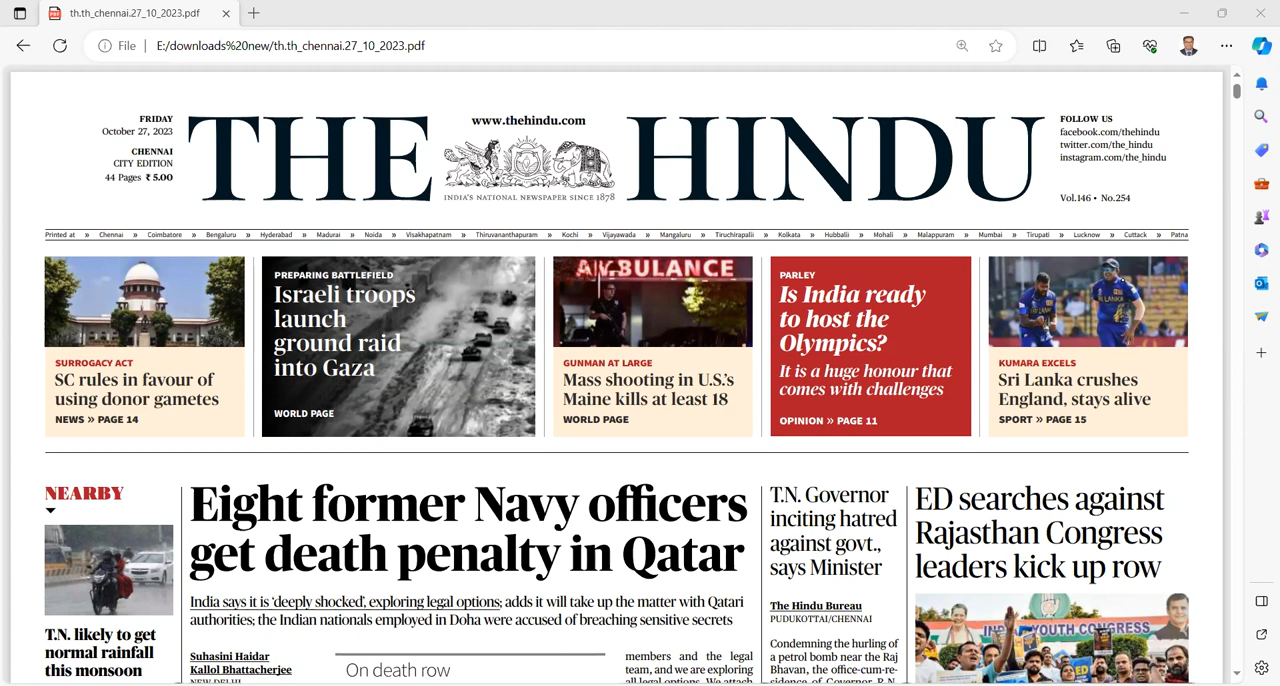 th.th_chennai.27_10_2023.pdf
File
E:/downloads%20new/th.th_chennai.27_10_2023.pdf
FRIDAY
October 27, 2023
CHENNAI
CITY EDITION
44 Pages ₹ 5.00
THE HINDU
www.thehindu.com
INDIA'S NATIONAL NEWSPAPER SINCE 1878
FOLLOW US
facebook.com/thehindu
twitter.com/the_hindu
instagram.com/the_hindu
Vol.146 • No.254
Printed at » Chennai » Coimbatore » Bengaluru » Hyderabad » Madurai » Noida » Visakhapatnam » Thiruvananthapuram » Kochi » Vijayawada » Mangaluru » Tiruchirapalli » Kolkata » Hubballi » Mohali » Malappuram » Mumbai » Tirupati » Lucknow » Cuttack » Patna
SURROGACY ACT
SC rules in favour of
using donor gametes
NEWS » PAGE 14
PREPARING BATTLEFIELD
Israeli troops
launch
ground raid
into Gaza
WORLD PAGE
AMBULANCE
GUNMAN AT LARGE
Mass shooting in U.S.'s
Maine kills at least 18
WORLD PAGE
PARLEY
Is India ready
to host the
Olympics?
It is a huge honour that
comes with challenges
OPINION » PAGE 11
KUMARA EXCELS
Sri Lanka crushes
England, stays alive
SPORT » PAGE 15
NEARBY
T.N. likely to get
normal rainfall
this monsoon
Eight former Navy officers
get death penalty in Qatar
India says it is 'deeply shocked', exploring legal options; adds it will take up the matter with Qatari
authorities; the Indian nationals employed in Doha were accused of breaching sensitive secrets
Suhasini Haidar
Kallol Bhattacherjee
NEW DELHI
On death row
members and the legal
team, and we are exploring
all legal options. We attach
T.N. Governor
inciting hatred
against govt.,
says Minister
The Hindu Bureau
PUDUKOTTAI/CHENNAI
Condemning the hurling of
a petrol bomb near the Raj
Bhavan, the office-cum-re-
sidence of Governor R.N.
ED searches against
Rajasthan Congress
leaders kick up row
INDIAN YOUTH CONGRESS